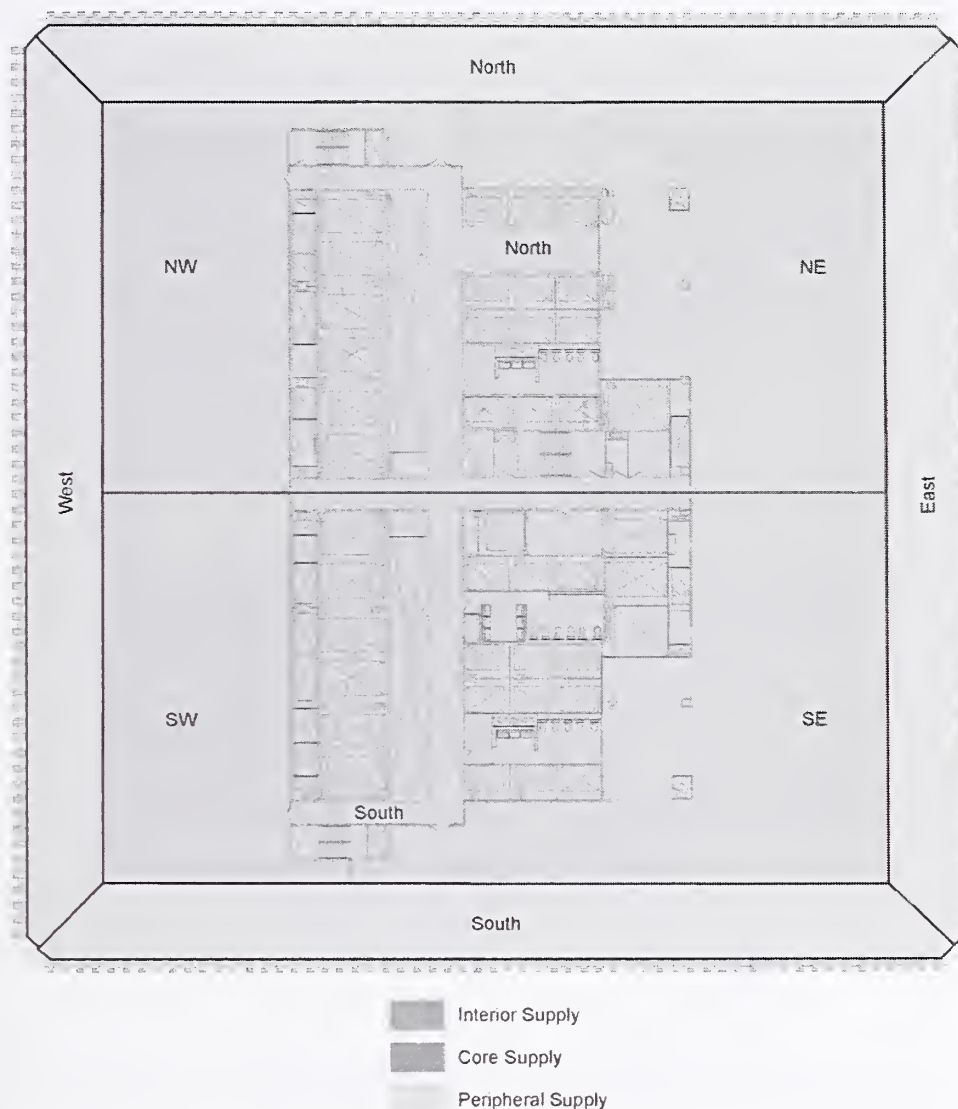 North
NW
North
NE
West
East
SW
SE
South
South
Interior Supply
Core Supply
Peripheral Supply